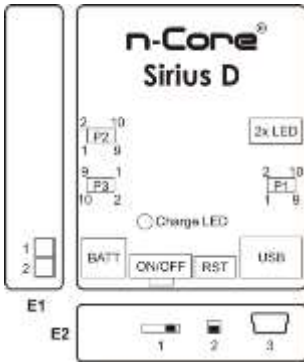 n-Core®
Sirius D
2 10
P2
1 9
2x LED
9 1
P3
10 2
2 10
P1
1 9
Charge LED
1
2
BATT
ON/OFF
RST
USB
E1
E2
1 2 3